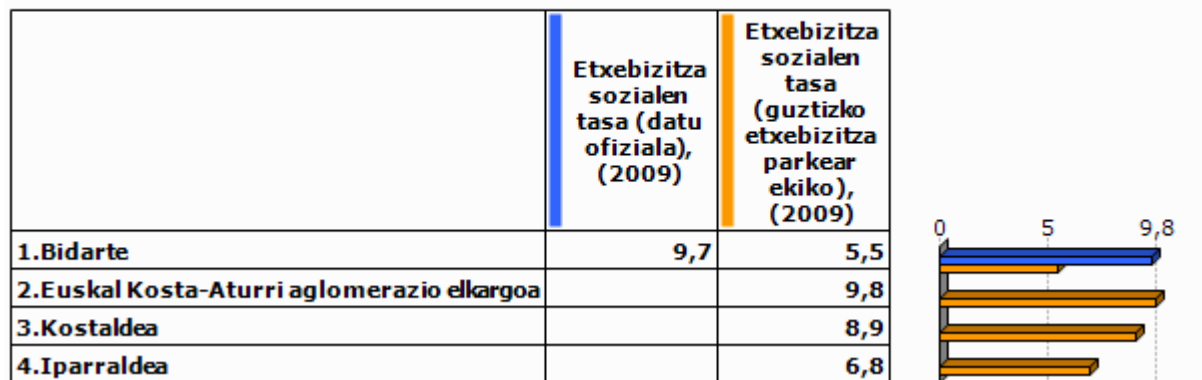 Etxebizitza
sozialen
tasa (datu
ofiziala),
(2009)
Etxebizitza
sozialen
tasa
(guztizko
etxebizitza
parkear
ekiko),
(2009)
0 5 9,8
1.Bidarte 9,7 5,5
2.Euskal Kosta-Aturri aglomerazio elkargoa 9,8
3.Kostaldea 8,9
4.Iparraldea 6,8